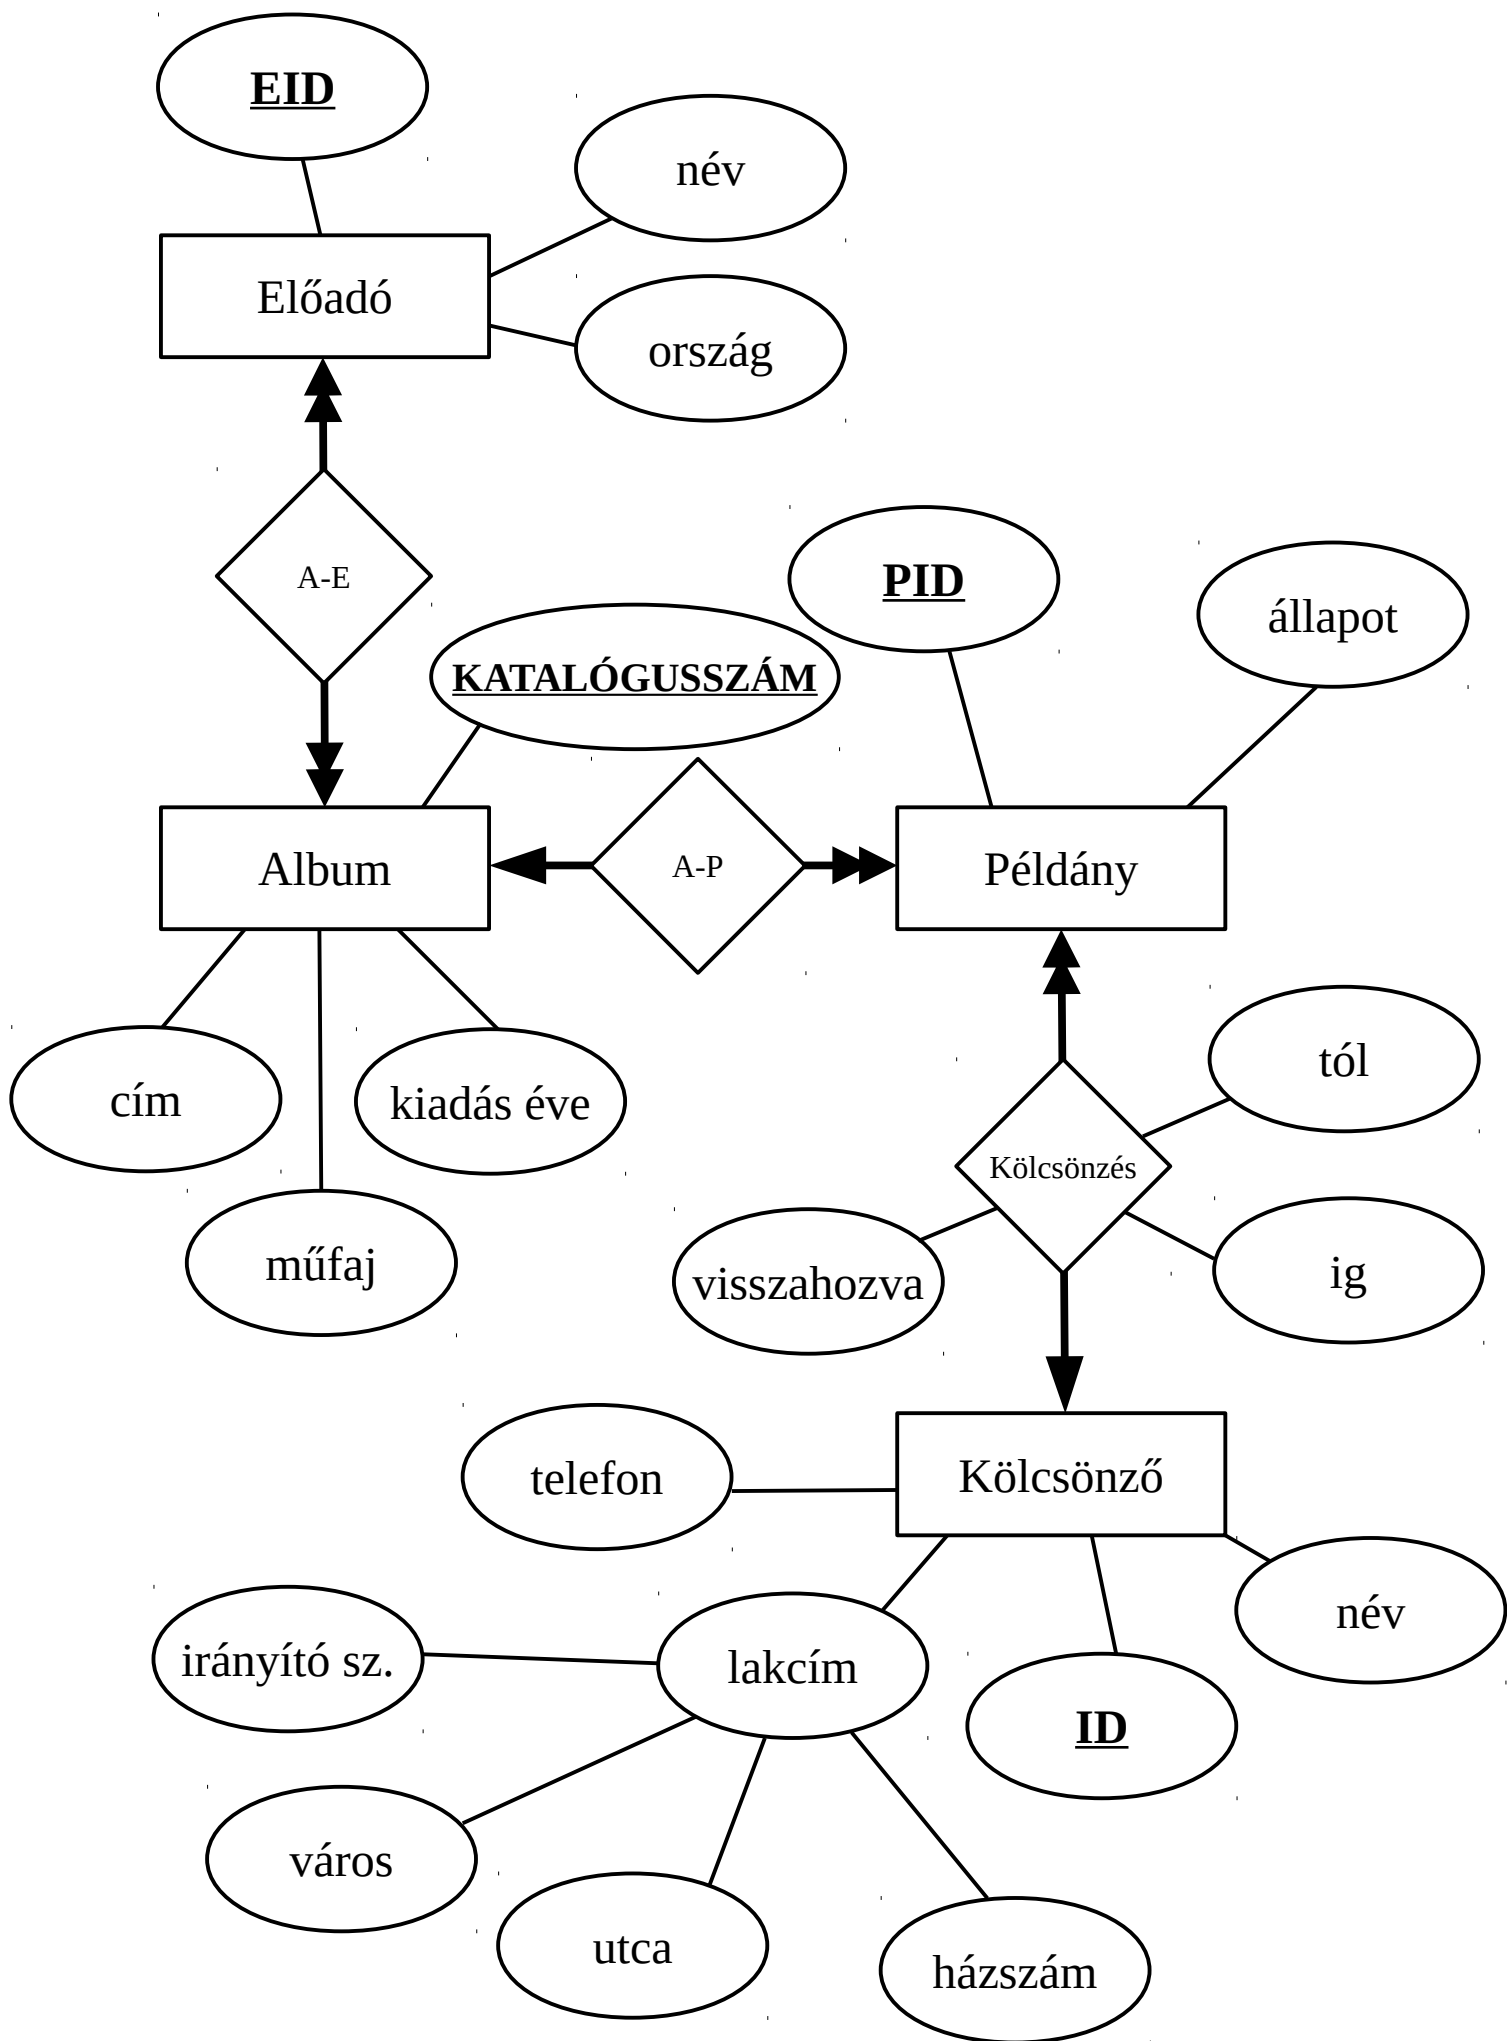 EID
név
Előadó
ország
A-E
PID
állapot
KATALÓGUSSZÁM
Album
A-P
Példány
tól
cím
kiadás éve
Kölcsönzés
műfaj
visszahozva
ig
telefon
Kölcsönző
név
irányító sz.
lakcím
ID
város
utca
házszám